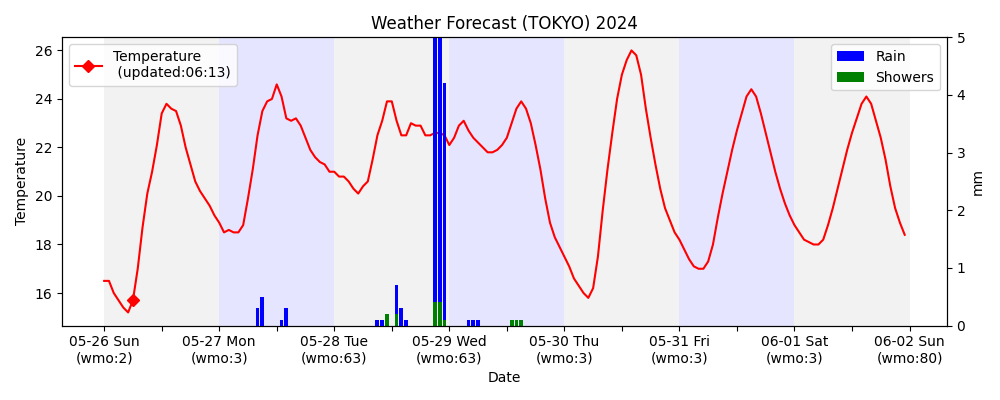 Weather Forecast (TOKYO) 2024
Temperature
(updated:06:13)
Rain
Showers
Temperature
26
24
22
20
18
16
5
4
3
2
1
0
mm
05-26 Sun
(wmo:2)
05-27 Mon
(wmo:3)
05-28 Tue
(wmo:63)
05-29 Wed
(wmo:63)
05-30 Thu
(wmo:3)
05-31 Fri
(wmo:3)
06-01 Sat
(wmo:3)
06-02 Sun
(wmo:80)
Date